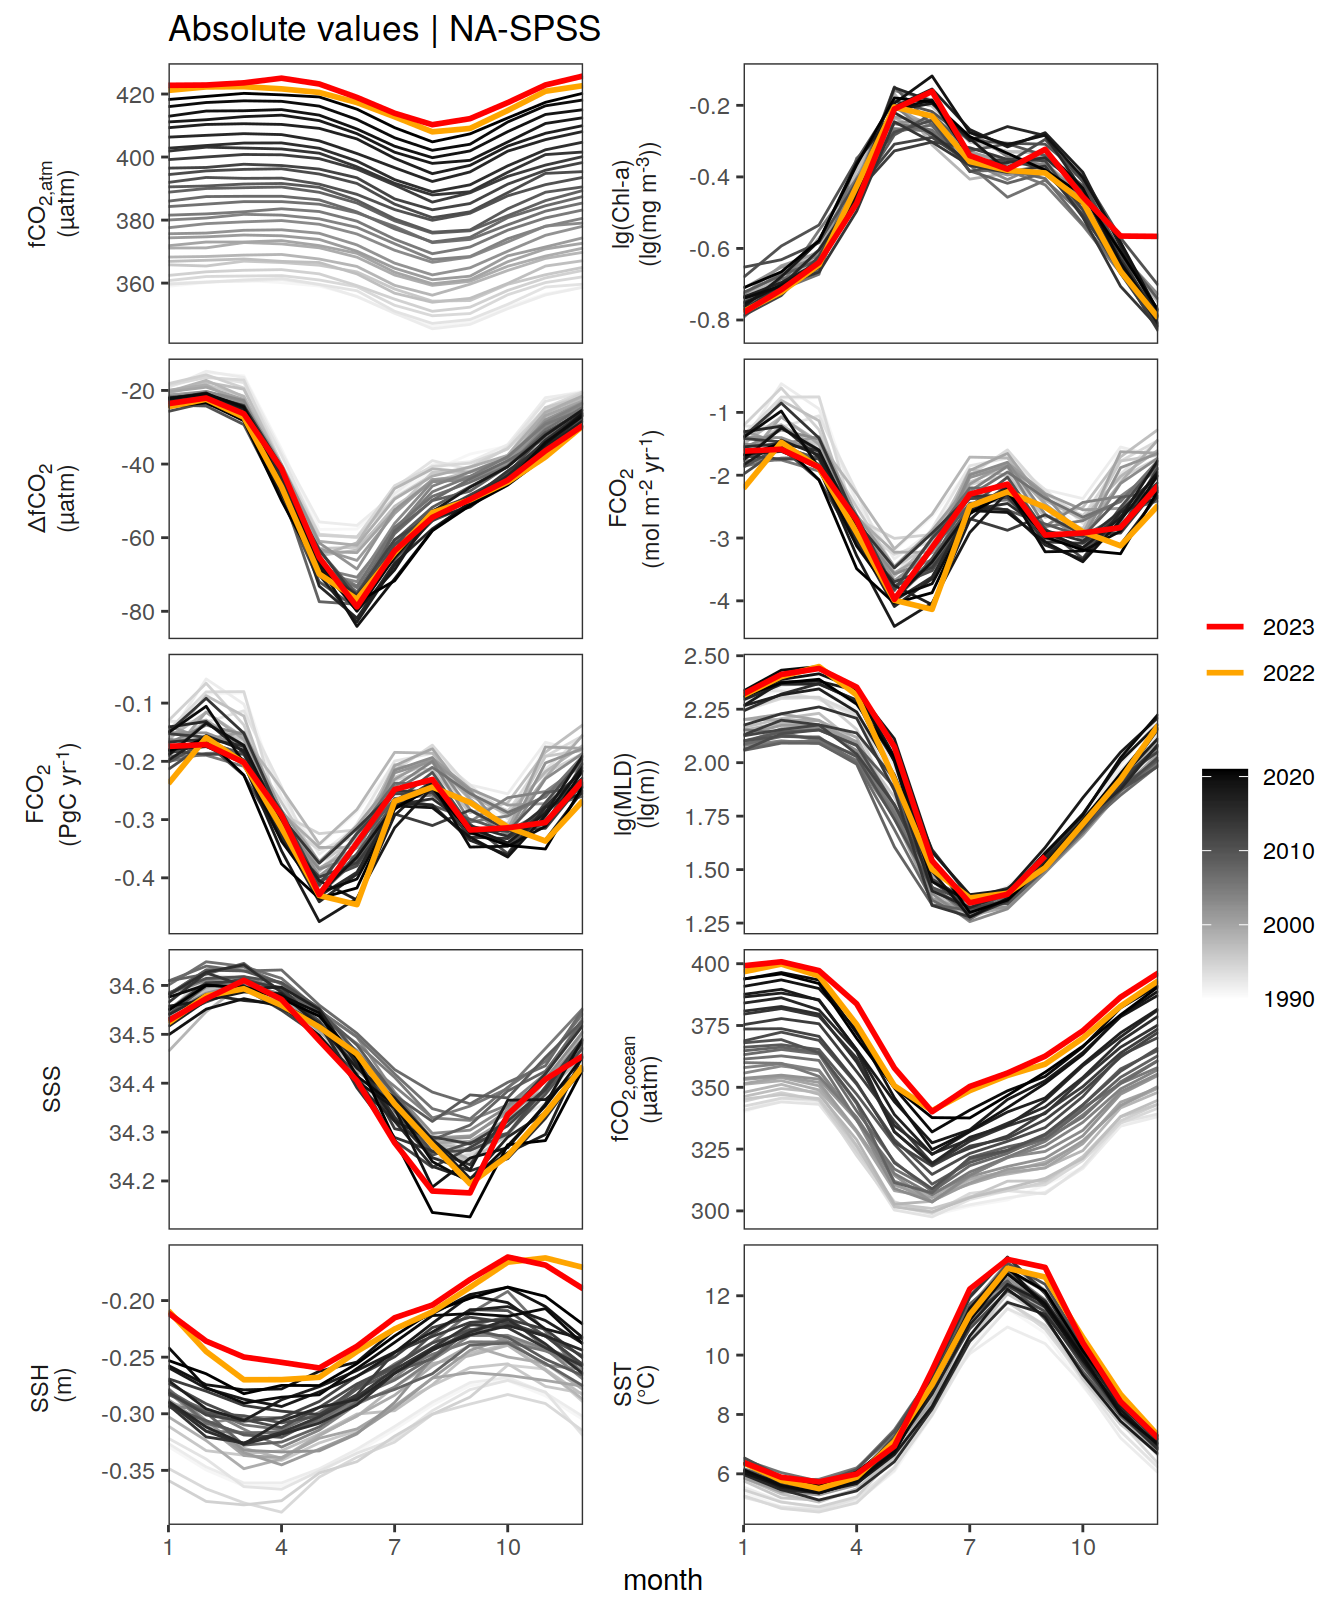 Absolute values | NA-SPSS
fCO2,atm
(µatm)
420
400
380
360
lg(Chl-a)
(lg(mg m-3))
-0.2
-0.4
-0.6
-0.8
ΔfCO2
(µatm)
-20
-40
-60
-80
FCO2
(mol m-2 yr-1)
-1
-2
-3
-4
FCO2
(PgC yr-1)
-0.1
-0.2
-0.3
-0.4
lg(MLD)
(lg(m))
2.50
2.25
2.00
1.75
1.50
1.25
SSS
34.6
34.5
34.4
34.3
34.2
fCO2,ocean
(µatm)
400
375
350
325
300
SSH
(m)
-0.20
-0.25
-0.30
-0.35
SST
(°C)
12
10
8
6
1 4 7 10
1 4 7 10
month
2023
2022
2020
2010
2000
1990